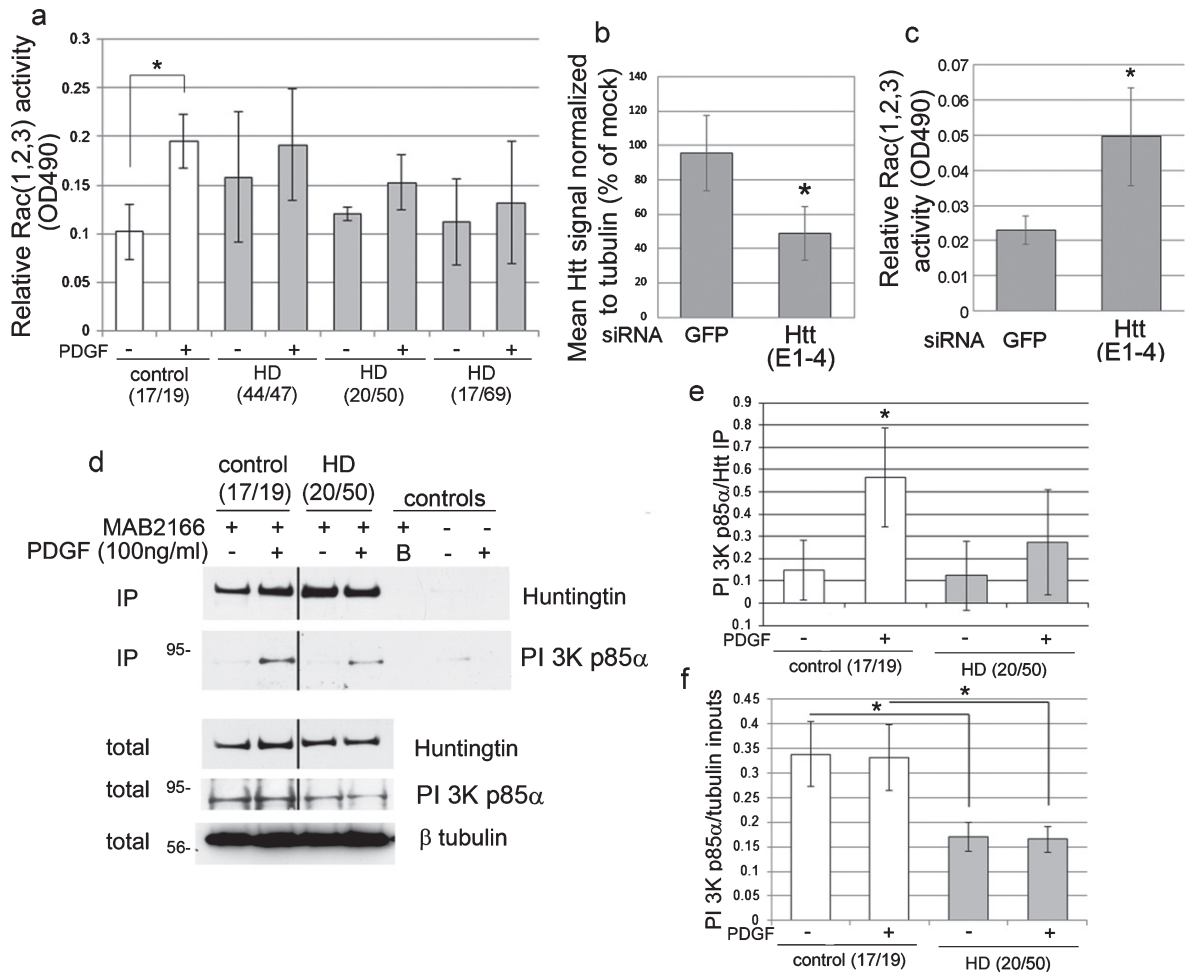 a
Relative Rac(1,2,3) activity
(OD490)
0.3
0.25
0.2
0.15
0.1
0.05
0
*
PDGF - + - + - + - +
control HD HD HD
(17/19) (44/47) (20/50) (17/69)
b
Mean Htt signal normalized
to tubulin (% of mock)
140
120
100
80
60
40
20
0
*
siRNA GFP Htt
(E1-4)
c
Relative Rac(1,2,3)
activity (OD490)
0.07
0.06
0.05
0.04
0.03
0.02
0.01
0
*
siRNA GFP Htt
(E1-4)
d
control HD
(17/19) (20/50) controls
MAB2166 + + + + + - -
PDGF (100ng/ml) - + - + B - +
IP Huntingtin
IP 95- PI 3K p85α
total Huntingtin
total 95- PI 3K p85α
total 56- β tubulin
e
PI 3K p85α/Htt IP
0.9
0.8
0.7
0.6
0.5
0.4
0.3
0.2
0.1
0
0.1
*
PDGF - + - +
control (17/19) HD (20/50)
f
PI 3K p85α/tubulin inputs
0.45
0.4
0.35
0.3
0.25
0.2
0.15
0.1
0.05
0
* *
PDGF - + - +
control (17/19) HD (20/50)